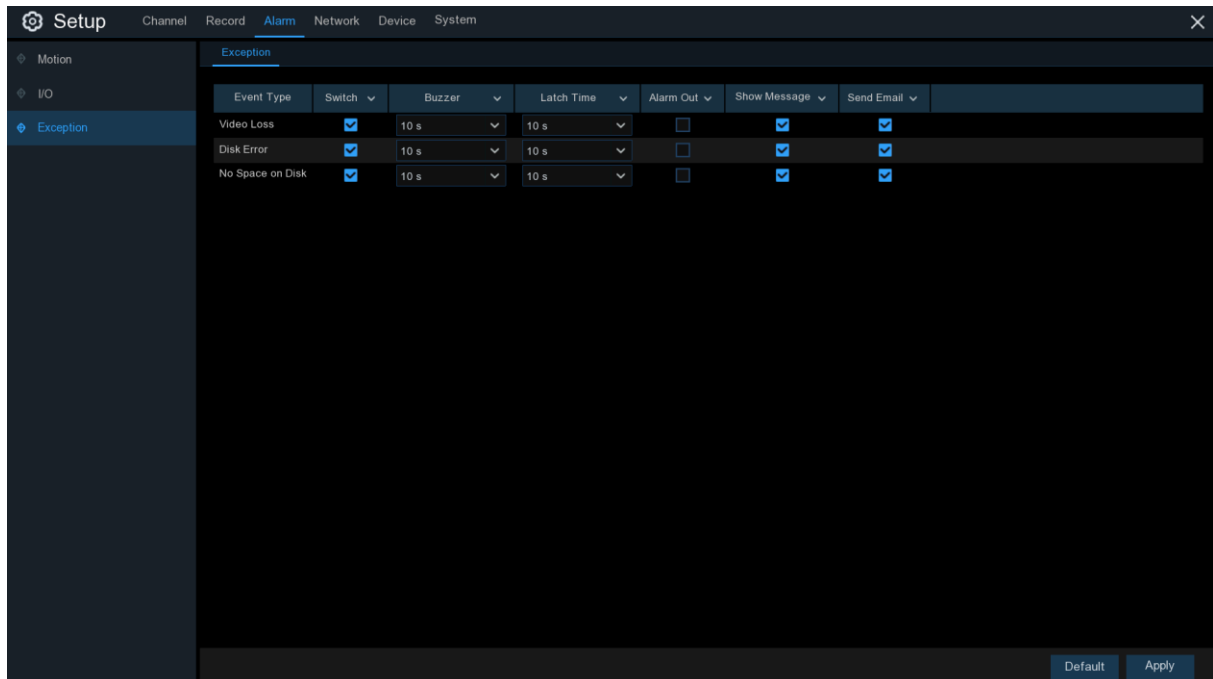 Setup Channel Record Alarm Network Device System
Motion
I/O
Exception
Exception
Event Type Switch Buzzer Latch Time Alarm Out Show Message Send Email
Video Loss 10 s 10 s
Disk Error 10 s 10 s
No Space on Disk 10 s 10 s
Default Apply